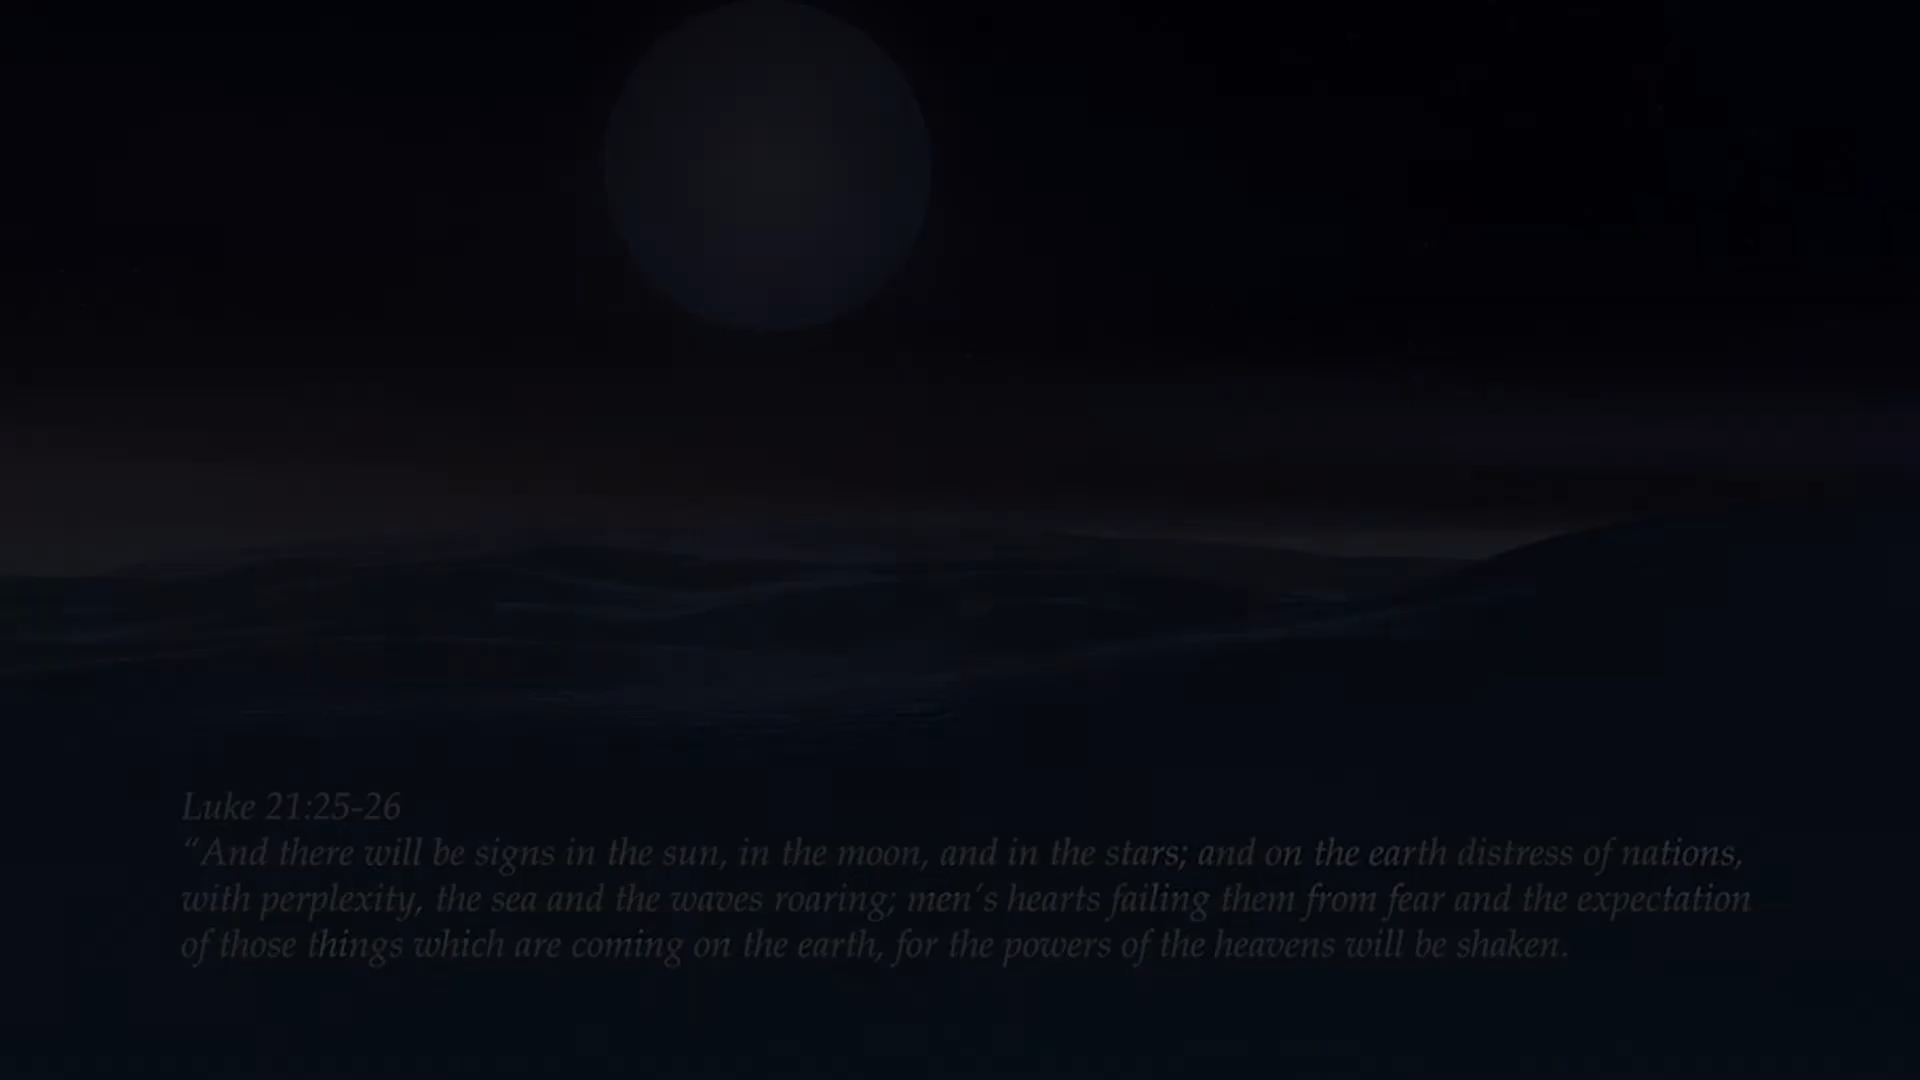 Luke 21:25-26
“And there will be signs in the sun, in the moon, and in the stars; and on the earth distress of nations,
with perplexity, the sea and the waves roaring; men’s hearts failing them from fear and the expectation
of those things which are coming on the earth, for the powers of the heavens will be shaken.